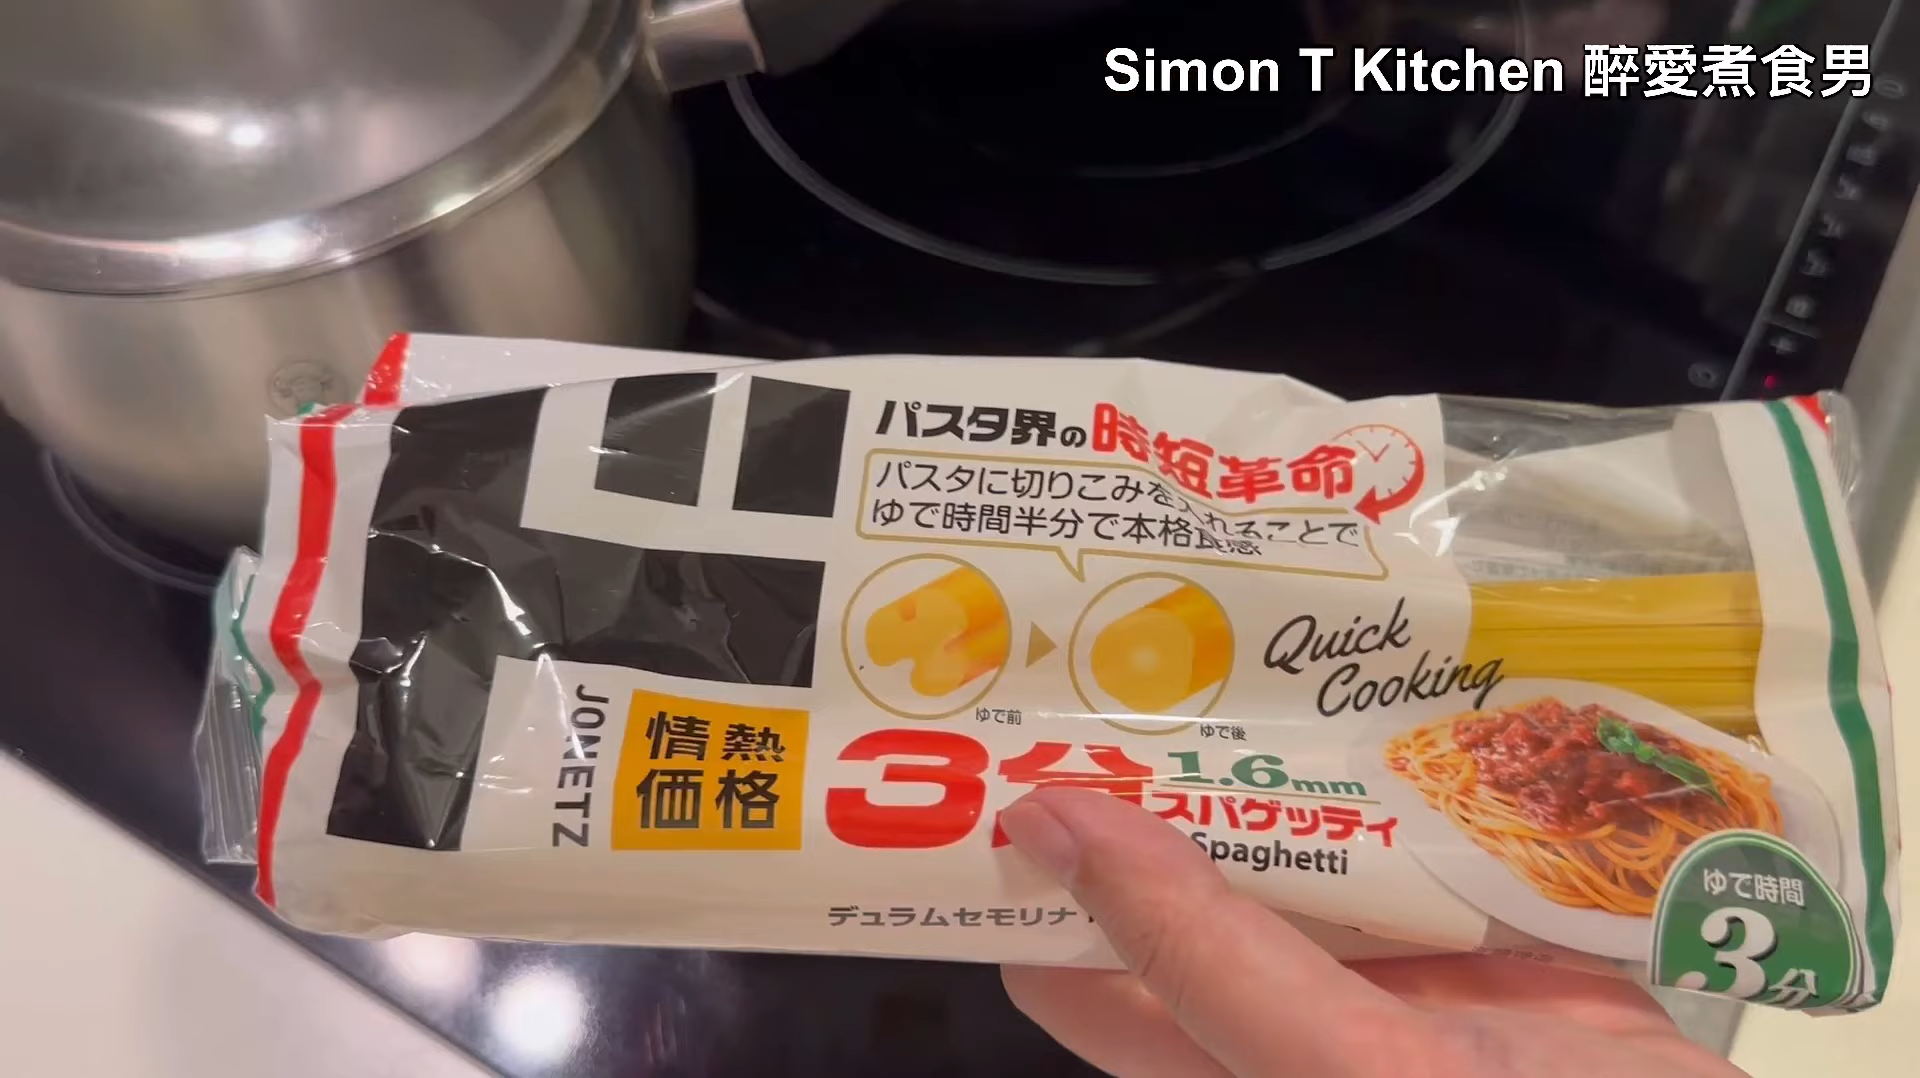 Simon T Kitchen 醉愛煮食男
パスタ界の時短革命
パスタに切りこみを入れることで
ゆで時間半分で本格食感
ゆで前
ゆで後
Quick
Cooking
JONETZ
情熱
価格
3分
1.6mm
スパゲッティ
Spaghetti
デュラムセモリナ
ゆで時間
3分